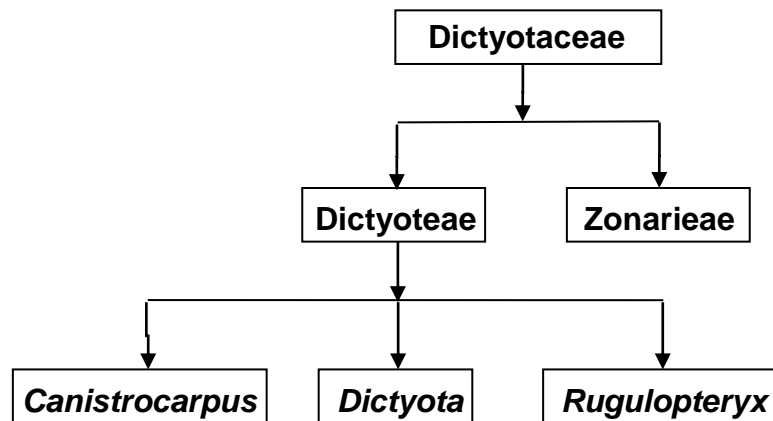 Dictyotaceae
Dictyoteae
Zonarieae
Canistrocarpus
Dictyota
Rugulopteryx